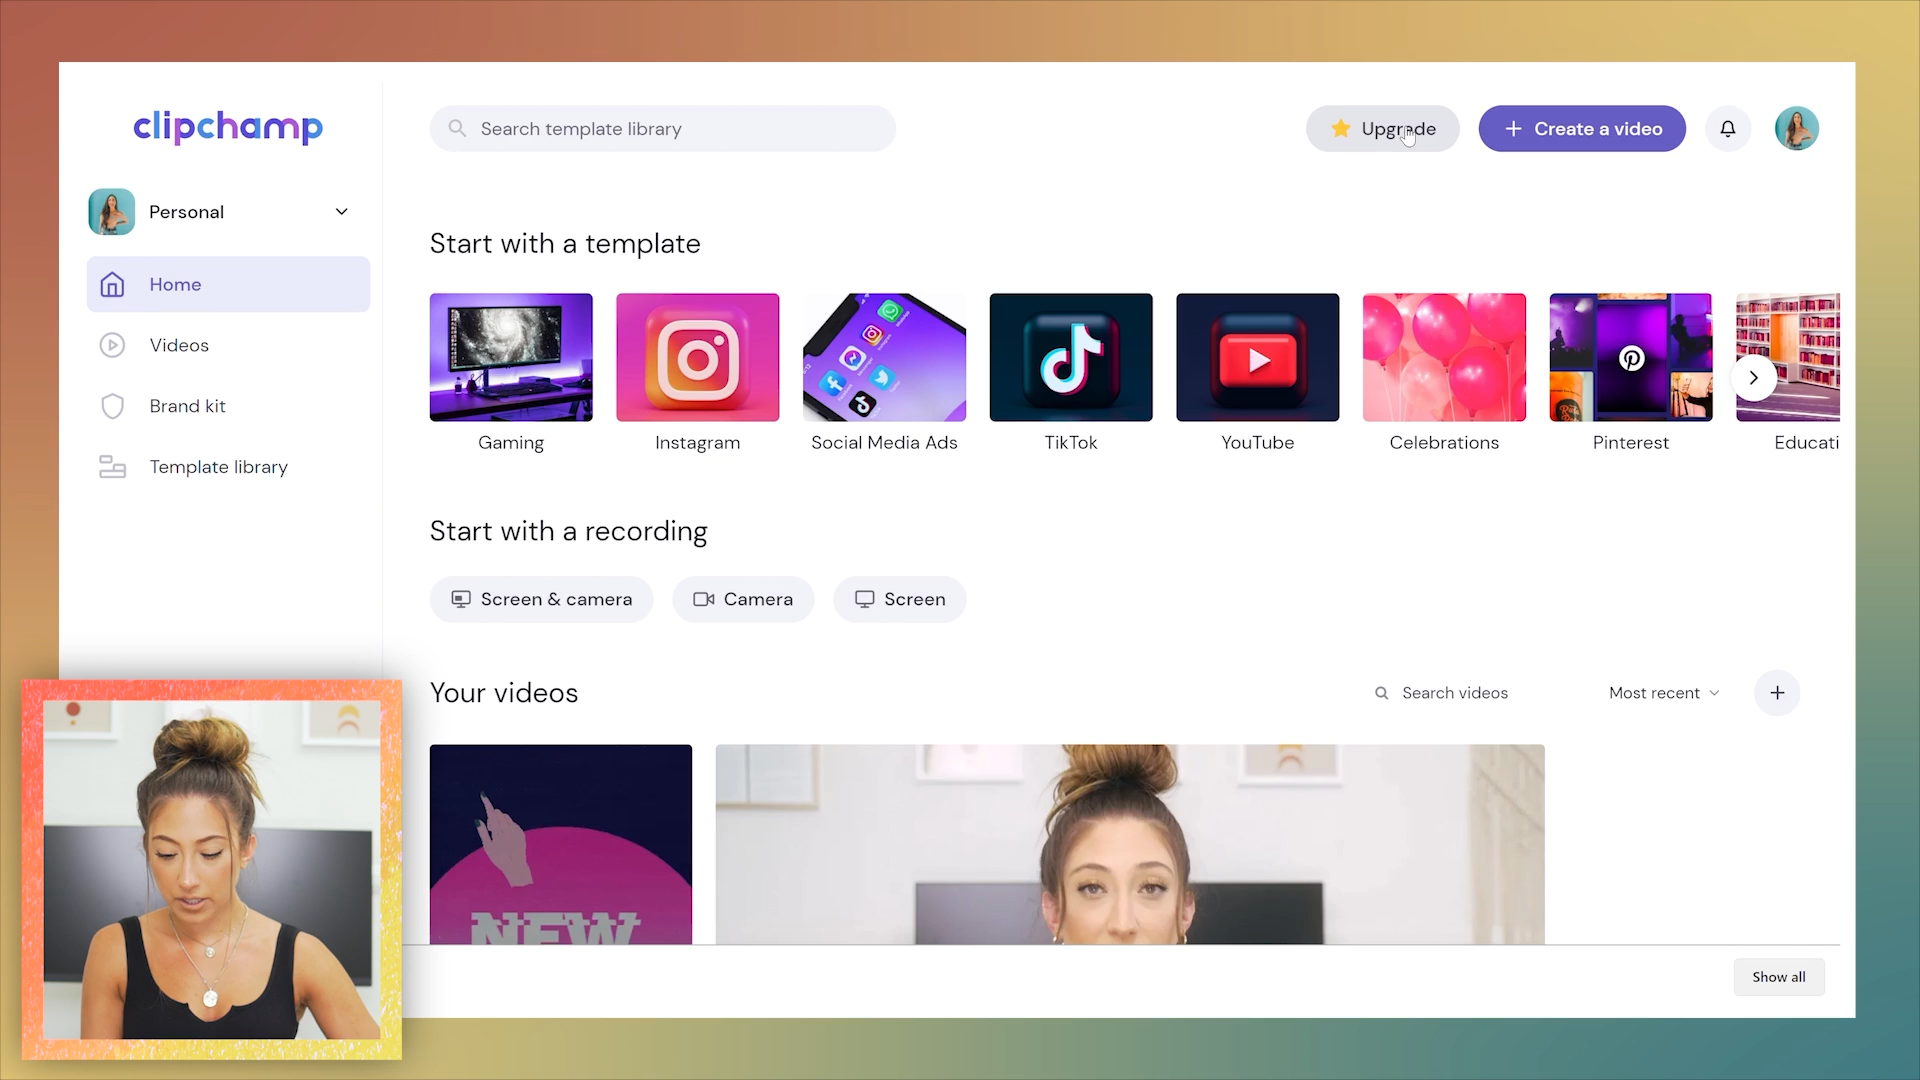 clipchamp
Search template library
Upgrade
Create a video
Personal
Home
Videos
Brand kit
Template library
Start with a template
Gaming
Instagram
Social Media Ads
TikTok
YouTube
Celebrations
Pinterest
Educati
Start with a recording
Screen & camera
Camera
Screen
Your videos
Search videos
Most recent
NEW
Show all